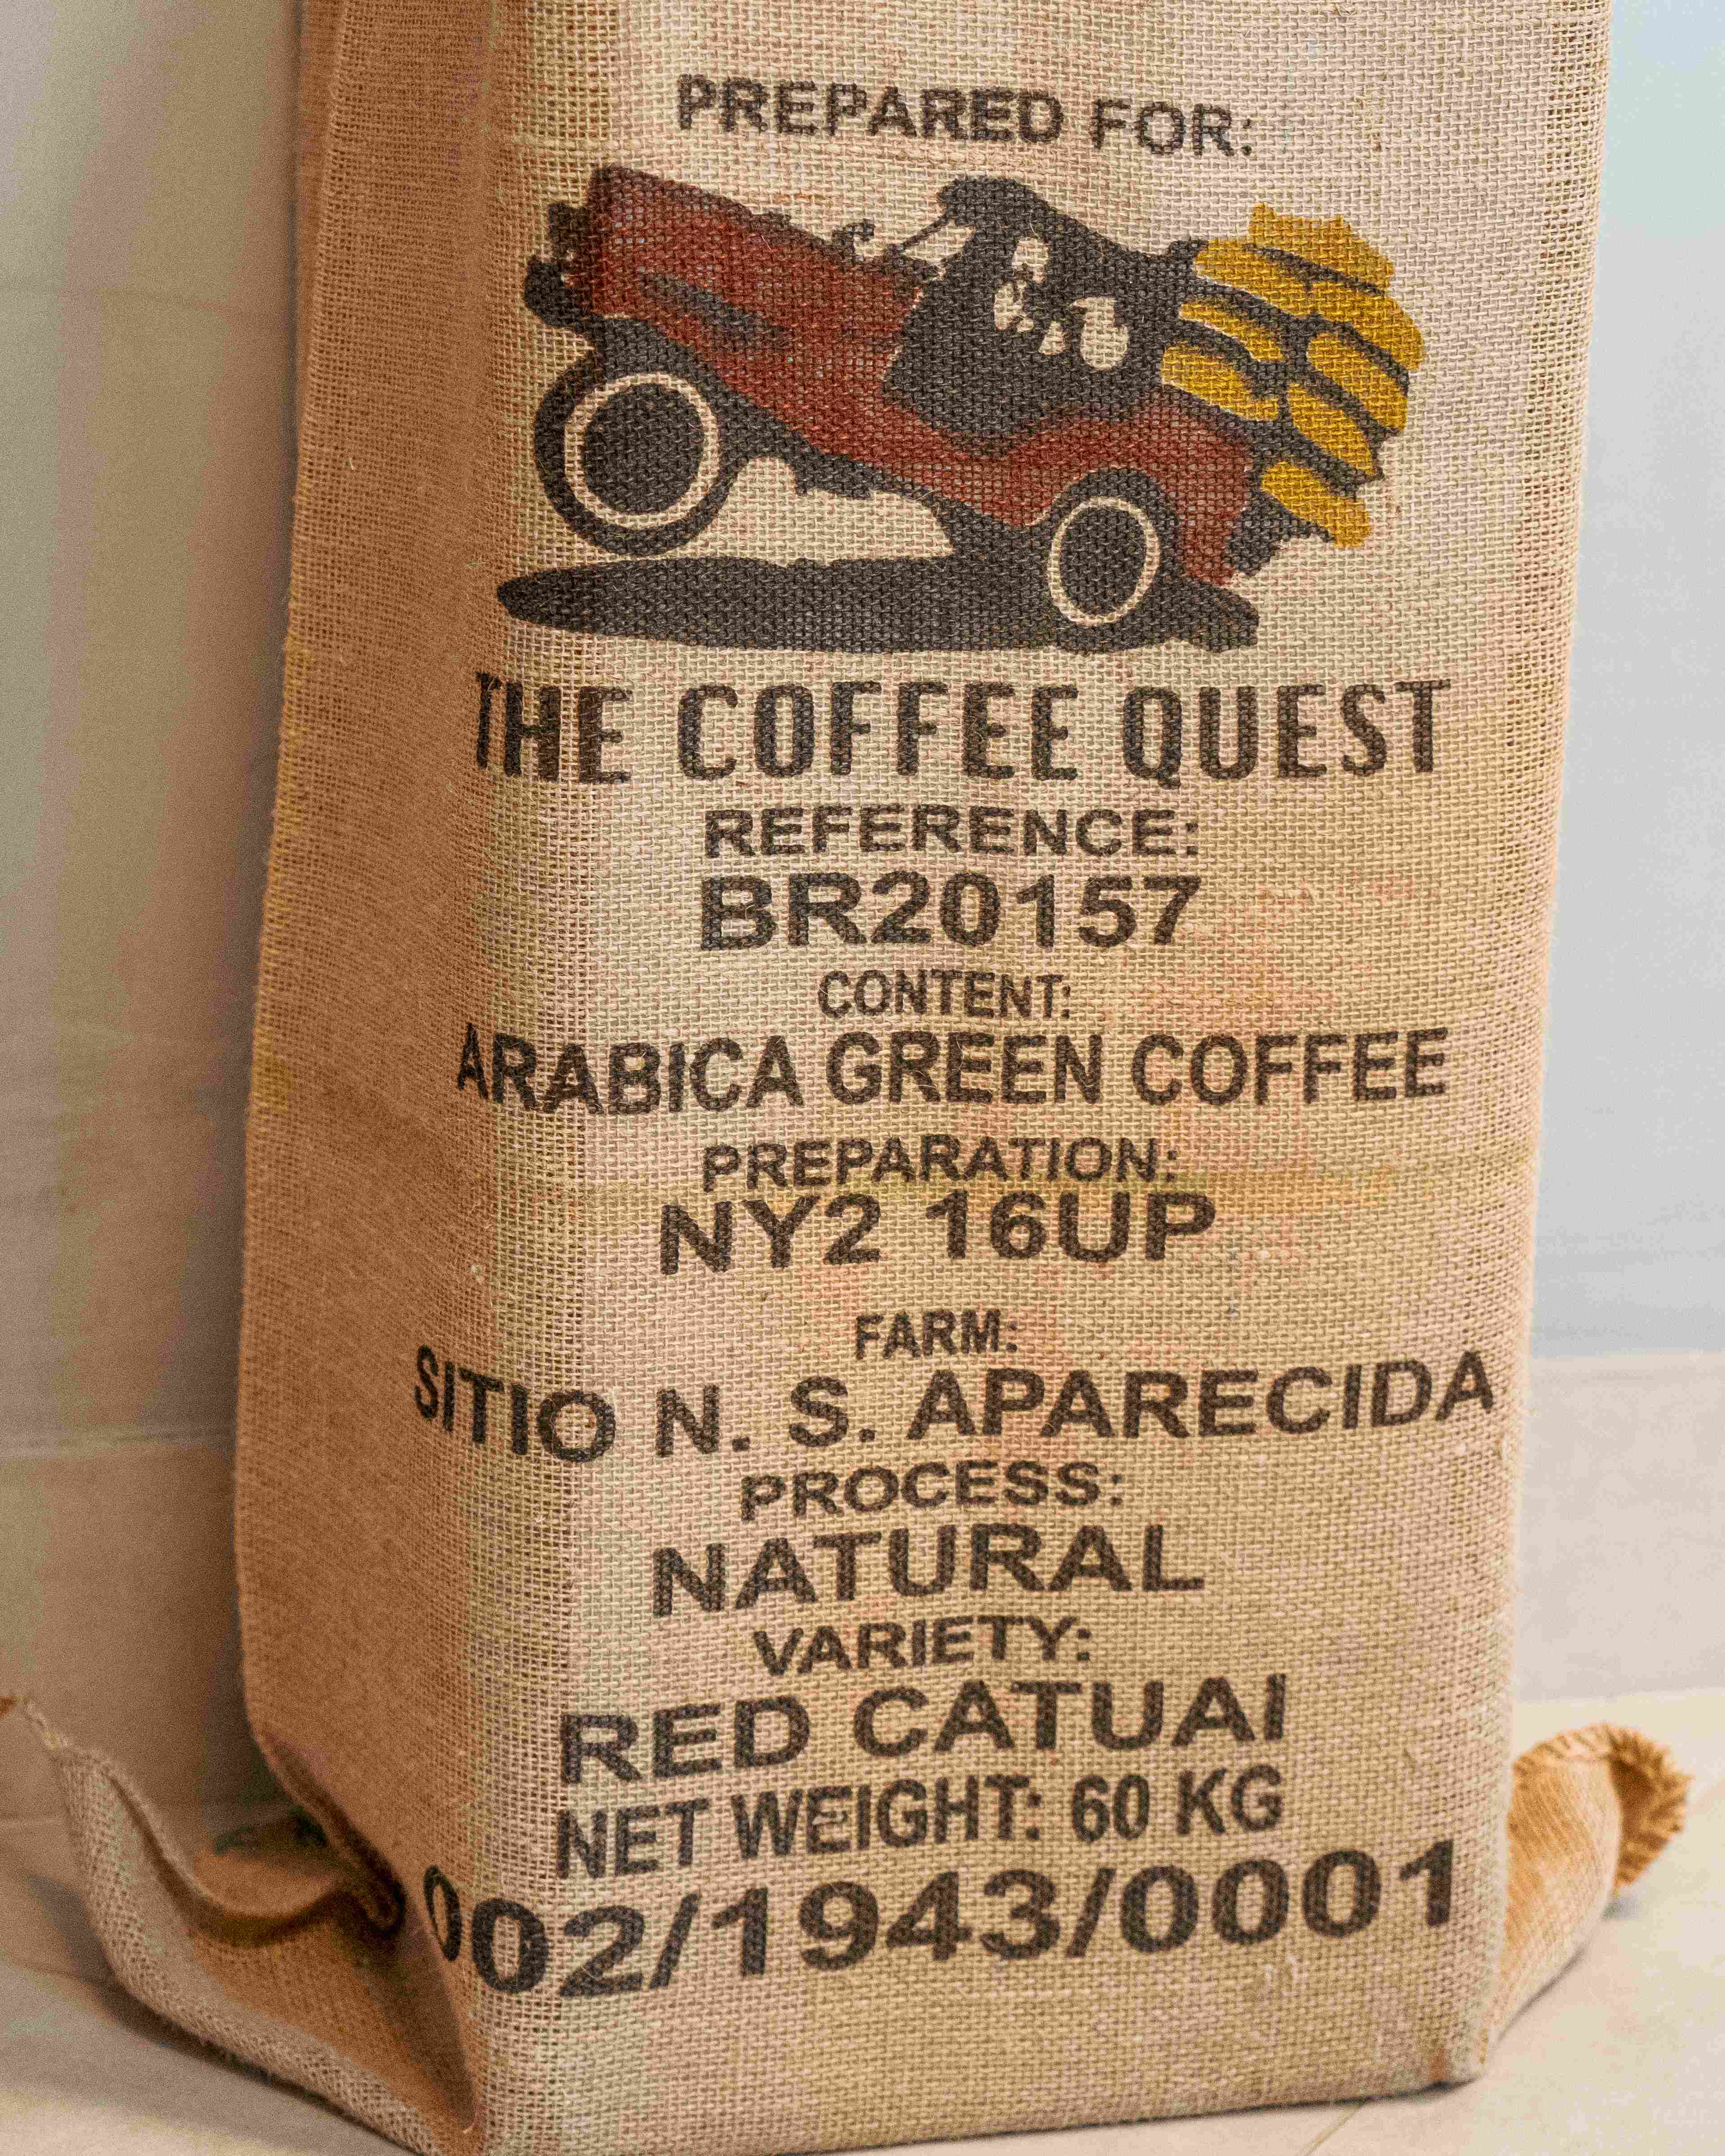 PREPARED FOR:
THE COFFEE QUEST
REFERENCE:
BR20157
CONTENT:
ARABICA GREEN COFFEE
PREPARATION:
NY2 16UP
FARM:
SITIO N. S. APARECIDA
PROCESS:
NATURAL
VARIETY:
RED CATUAI
NET WEIGHT: 60 KG
002/1943/0001